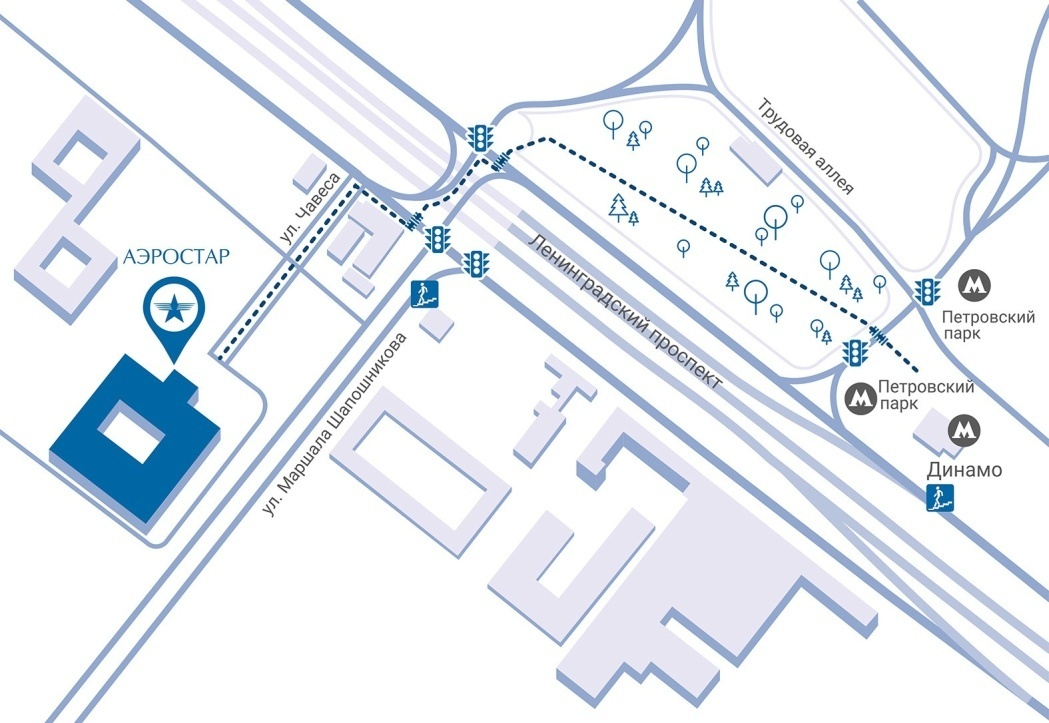 Трудовая аллея
ул. Чавеса
АЭРОСТАР
Ленинградский проспект
Петровский
парк
ул. Маршала Шапошникова
Петровский
парк
Динамо